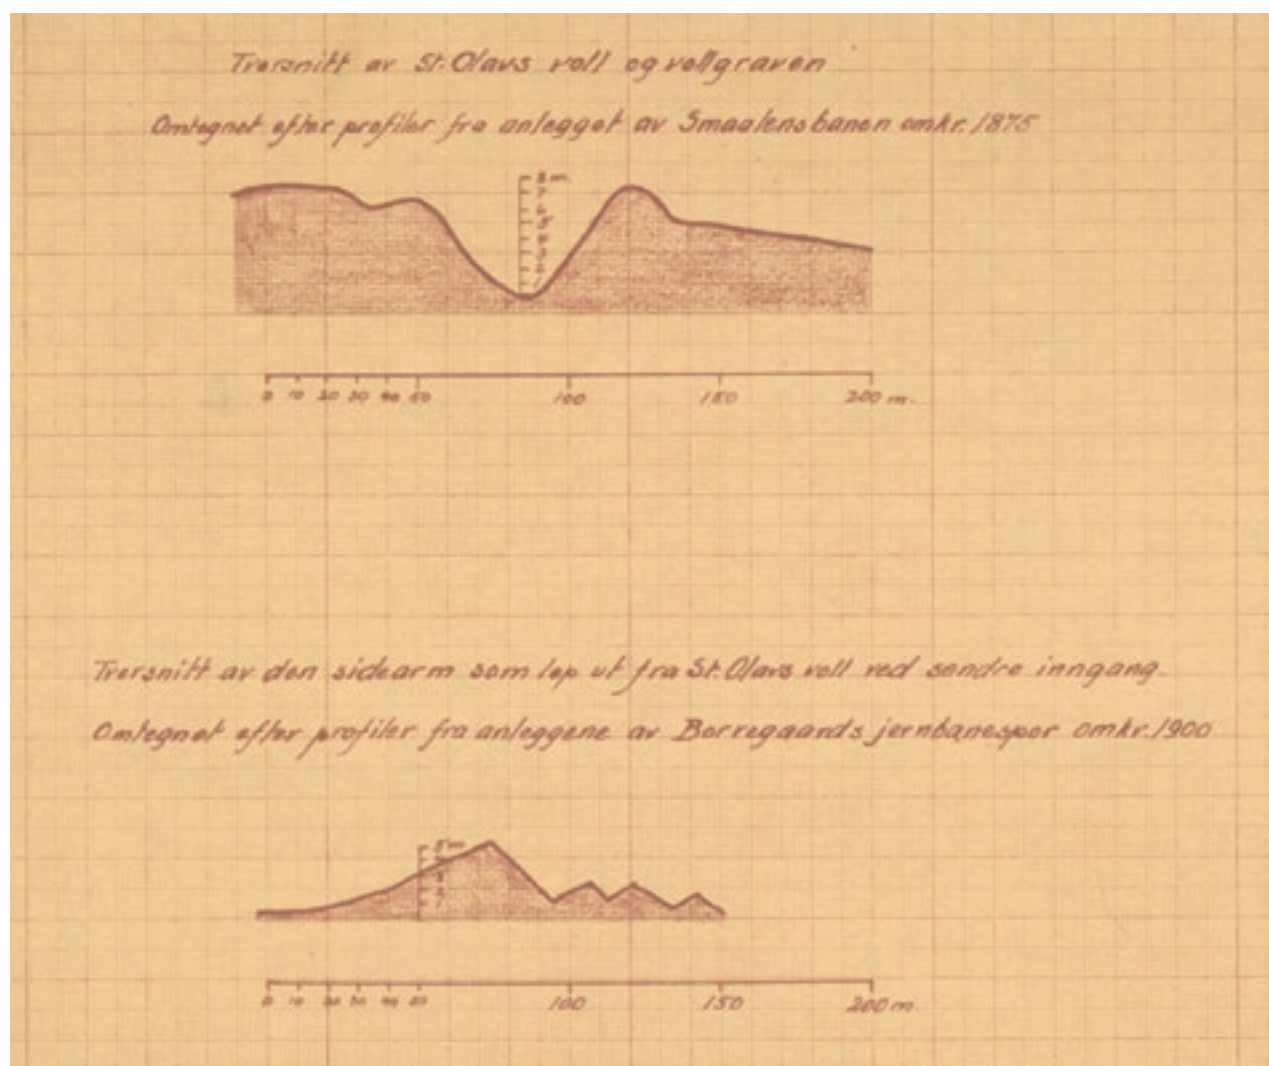 Tversnitt av St. Olavs voll og vollgraven
Omtegnet efter profiler fra anlegget av Smaalensbanen omkr. 1875
8 m.
7
6
5
4
3
2
1
0 10 20 30 40 50 100 150 200 m.
Tversnitt av den sidearm som løp ut fra St. Olavs voll ved søndre inngang.
Omtegnet efter profiler fra anleggene av Borregaards jernbanespor omkr. 1900
5 m
0 10 20 30 40 50 100 150 200 m.